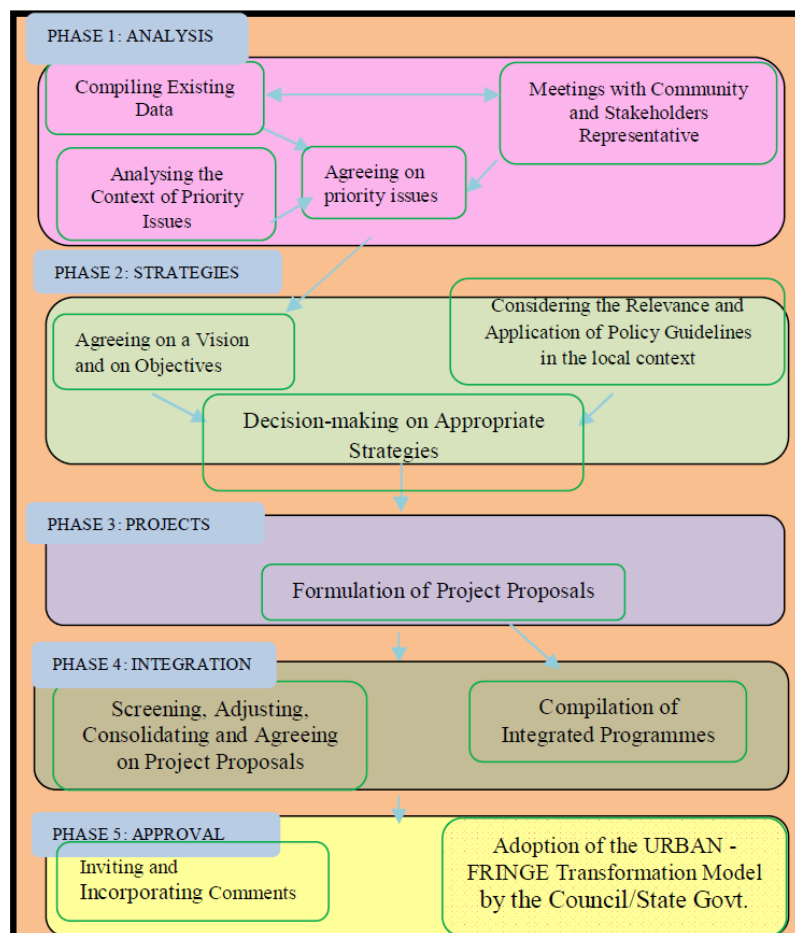 PHASE 1: ANALYSIS
Compiling Existing
Data
Meetings with Community
and Stakeholders
Representative
Analysing the
Context of Priority
Issues
Agreeing on
priority issues
PHASE 2: STRATEGIES
Agreeing on a Vision
and on Objectives
Considering the Relevance and
Application of Policy Guidelines
in the local context
Decision-making on Appropriate
Strategies
PHASE 3: PROJECTS
Formulation of Project Proposals
PHASE 4: INTEGRATION
Screening, Adjusting,
Consolidating and Agreeing
on Project Proposals
Compilation of
Integrated Programmes
PHASE 5: APPROVAL
Inviting and
Incorporating Comments
Adoption of the URBAN -
FRINGE Transformation Model
by the Council/State Govt.